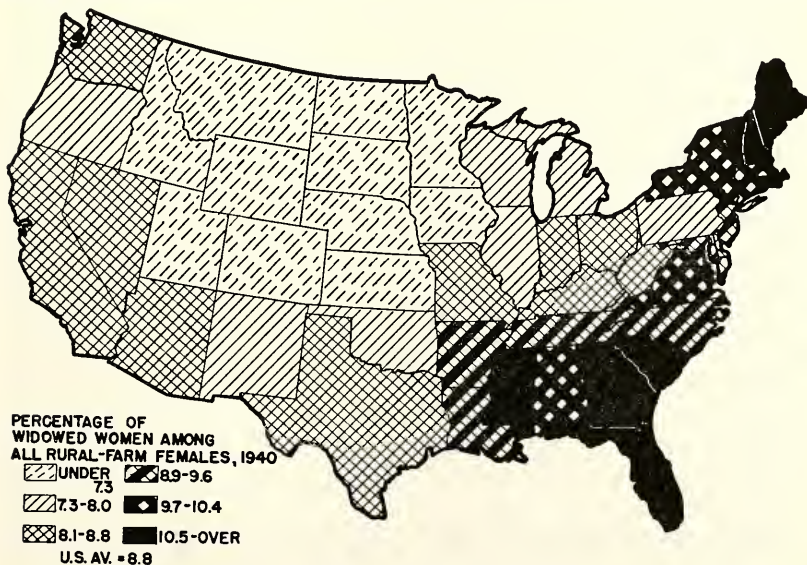 PERCENTAGE OF
WIDOWED WOMEN AMONG
ALL RURAL-FARM FEMALES, 1940
UNDER 7.3
7.3-8.0
8.1-8.8
8.9-9.6
9.7-10.4
10.5-OVER
U.S. AV. = 8.8